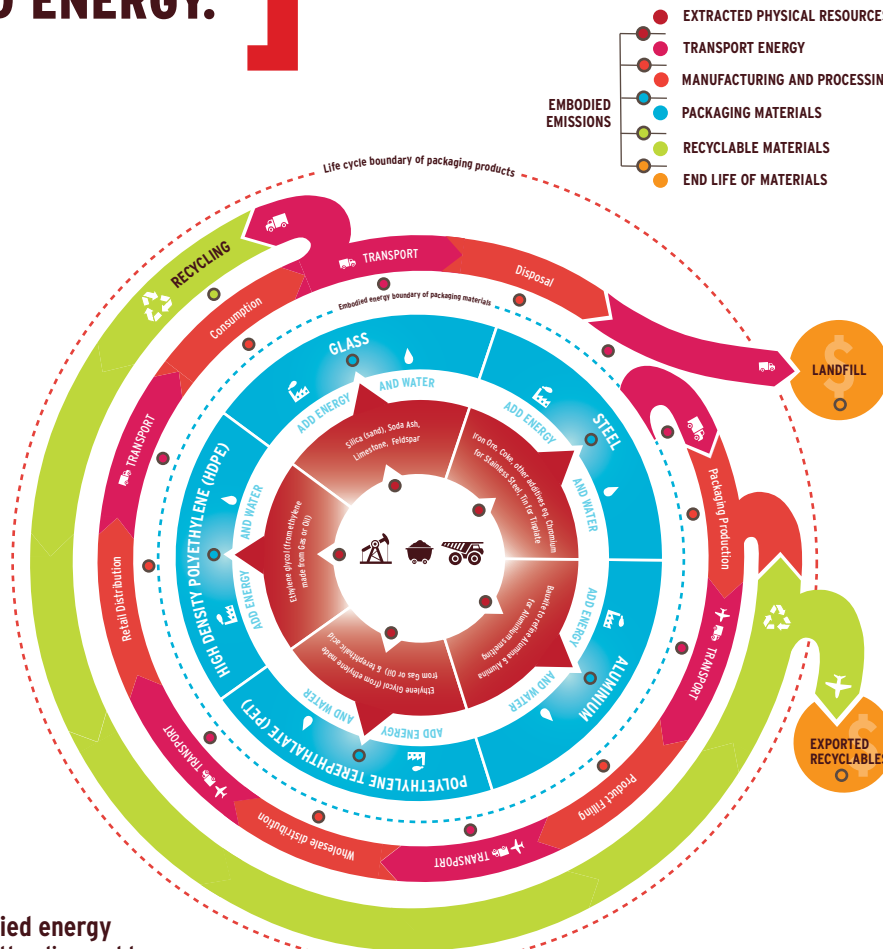 ENERGY.
EXTRACTED PHYSICAL
TRANSPORT ENERGY
MANUFACTURING AND
PACKAGING MATERIALS
RECYCLABLE MATERIALS
END LIFE OF MATERIALS
EMBODIED
EMISSIONS
Life cycle boundary of packaging products
RECYCLING
TRANSPORT
Disposal
Consumption
Embodied energy boundary of packaging materials
LANDFILL
$
GLASS
ADD ENERGY
AND WATER
Silica (sand), Soda Ash,
Limestone, Feldspar
STEEL
ADD ENERGY
AND WATER
Iron Ore, Coke, other additives eg. Chromium
for Stainless Steel, Tin for Tinplate
Packaging Production
TRANSPORT
ALUMINIUM
ADD ENERGY
AND WATER
Bauxite to refine Alumina & Alumina
for Aluminium smelting
Product Filling
TRANSPORT
POLYETHYLENE TEREPHTHALATE (PET)
ADD ENERGY
AND WATER
Ethylene Glycol (from ethylene made
from Gas or Oil) & terephthalic acid
Wholesale distribution
TRANSPORT
HIGH DENSITY POLYETHYLENE (HDPE)
ADD ENERGY
AND WATER
Ethylene glycol (from ethylene
made from Gas or Oil)
Retail Distribution
TRANSPORT
EXPORTED
RECYCLABLES
$
energy